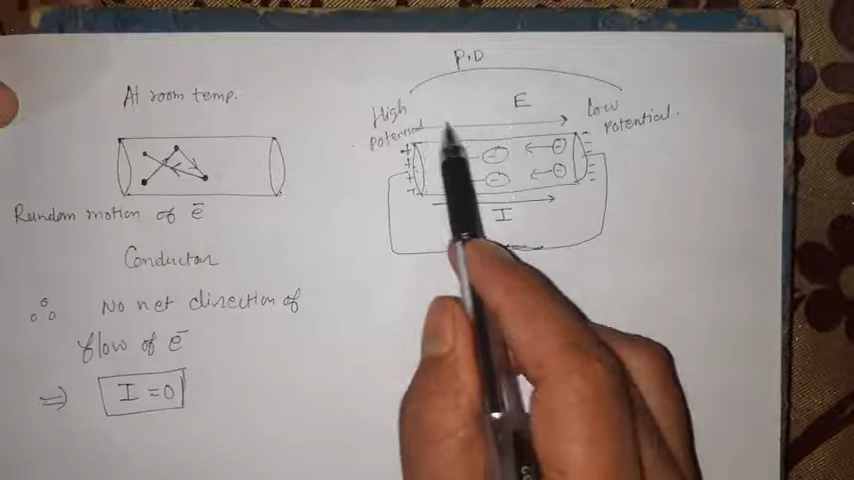 At room temp.
Random motion of e̅
Conductor
∴ No net direction of
flow of e̅
⇒ I = 0
P.D
High
potential
E
Low
potential.
I